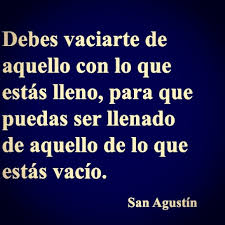 Debes vaciarte de
aquello con lo que
estás lleno, para que
puedas ser llenado
de aquello de lo que
estás vacío.
San Agustín